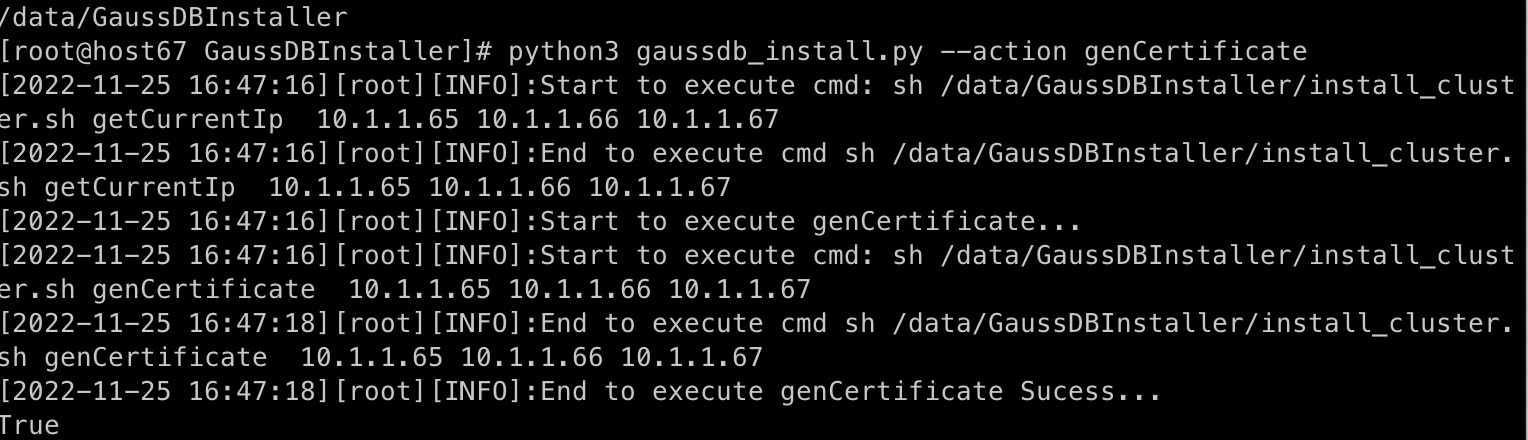 /data/GaussDBInstaller
[root@host67 GaussDBInstaller]# python3 gaussdb_install.py --action genCertificate
[2022-11-25 16:47:16][root][INFO]:Start to execute cmd: sh /data/GaussDBInstaller/install_clust
er.sh getCurrentIp  10.1.1.65 10.1.1.66 10.1.1.67
[2022-11-25 16:47:16][root][INFO]:End to execute cmd sh /data/GaussDBInstaller/install_cluster.
sh getCurrentIp  10.1.1.65 10.1.1.66 10.1.1.67
[2022-11-25 16:47:16][root][INFO]:Start to execute genCertificate...
[2022-11-25 16:47:16][root][INFO]:Start to execute cmd: sh /data/GaussDBInstaller/install_clust
er.sh genCertificate  10.1.1.65 10.1.1.66 10.1.1.67
[2022-11-25 16:47:18][root][INFO]:End to execute cmd sh /data/GaussDBInstaller/install_cluster.
sh genCertificate  10.1.1.65 10.1.1.66 10.1.1.67
[2022-11-25 16:47:18][root][INFO]:End to execute genCertificate Sucess...
True